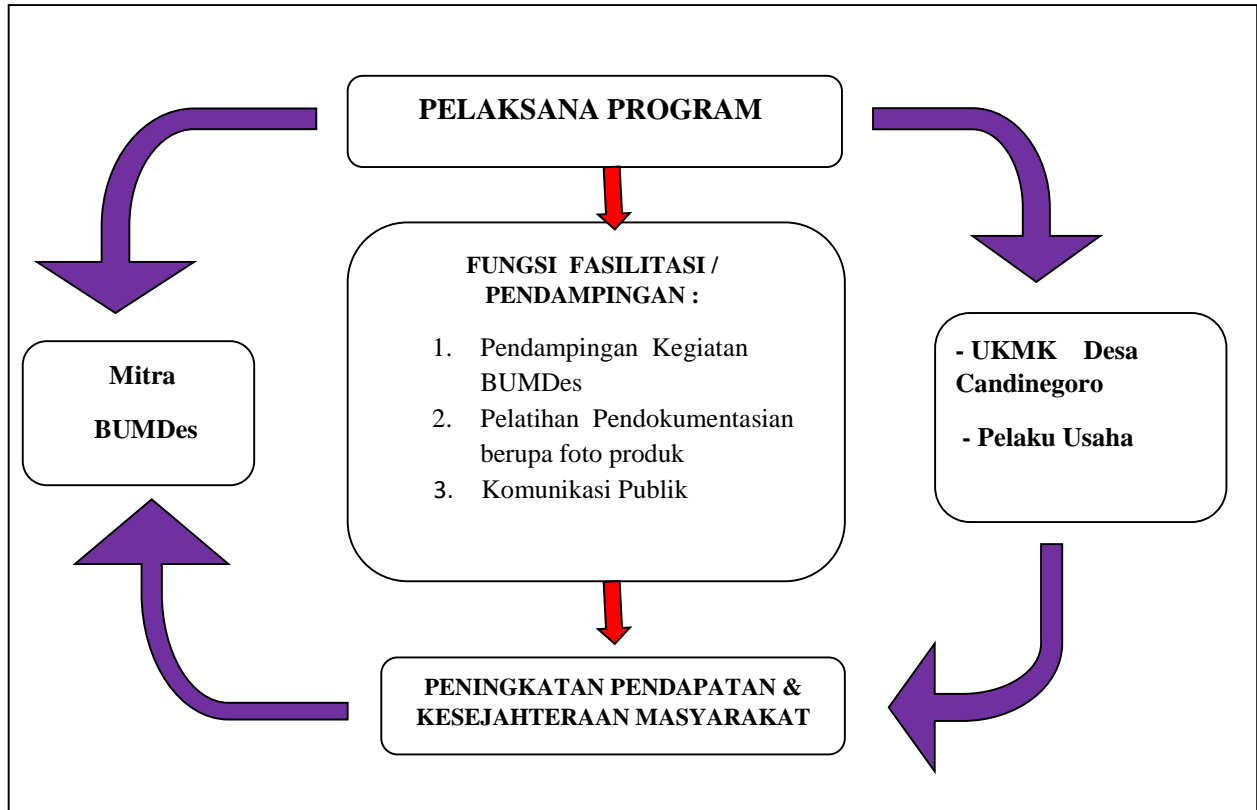 PELAKSANA PROGRAM
FUNGSI FASILITASI /
PENDAMPINGAN :
1. Pendampingan Kegiatan
BUMDes
2. Pelatihan Pendokumentasian
berupa foto produk
3. Komunikasi Publik
Mitra
BUMDes
- UKMK Desa
Candinegoro
- Pelaku Usaha
PENINGKATAN PENDAPATAN &
KESEJAHTERAAN MASYARAKAT